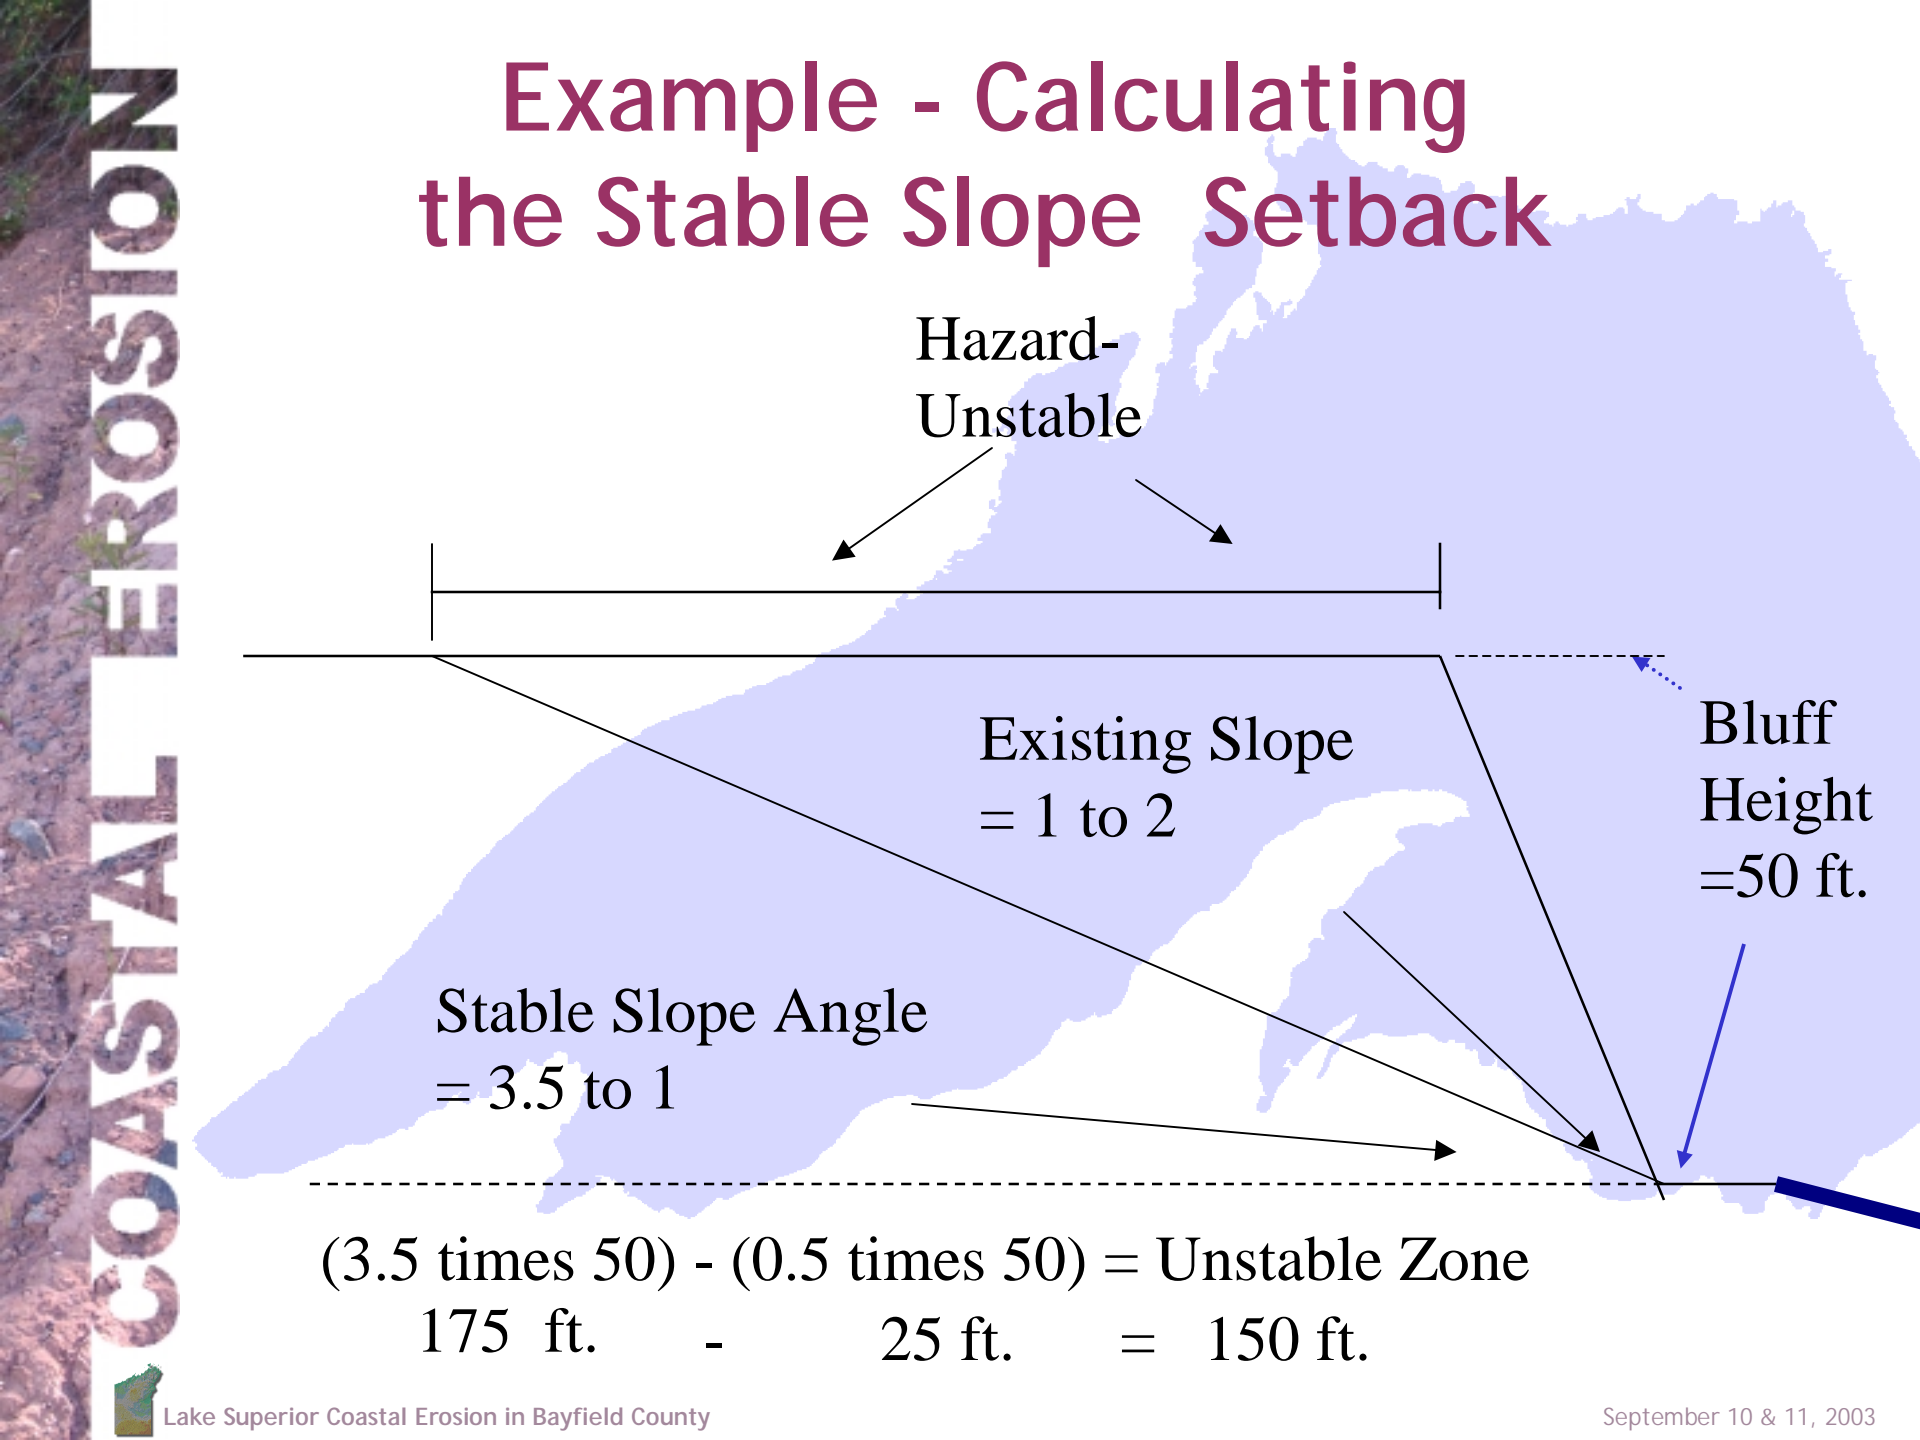 COASTAL EROSION
Example - Calculating
the Stable Slope Setback
Hazard-
Unstable
Existing Slope
= 1 to 2
Bluff
Height
=50 ft.
Stable Slope Angle
= 3.5 to 1
(3.5 times 50) - (0.5 times 50) = Unstable Zone
175 ft. - 25 ft. = 150 ft.
Lake Superior Coastal Erosion in Bayfield County
September 10 & 11, 2003